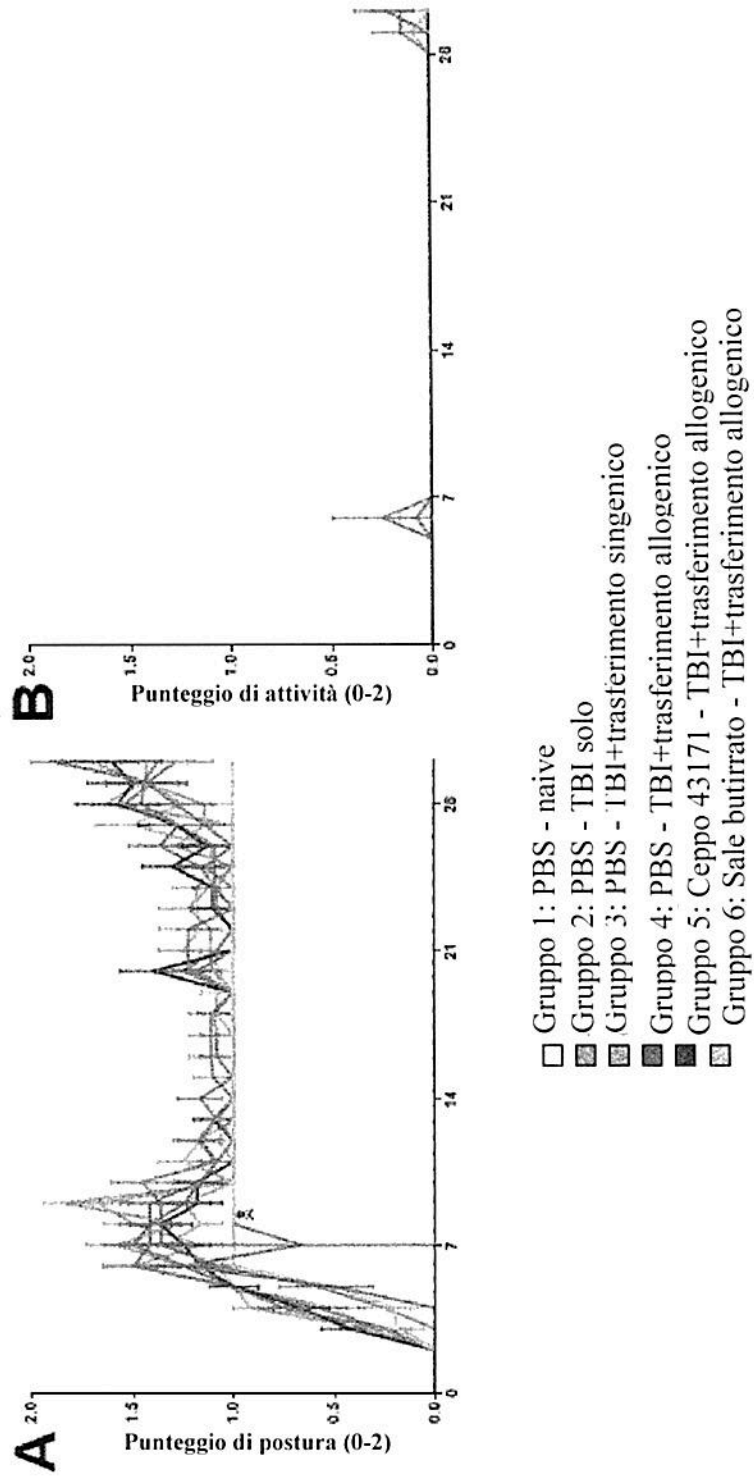 A
Punteggio di postura (0-2)
2.0
1.5
1.0
0.5
0.0
0
7
14
21
28
B
Punteggio di attività (0-2)
2.0
1.5
1.0
0.5
0.0
0
7
14
21
28
Gruppo 1: PBS - naive
Gruppo 2: PBS - TBI solo
Gruppo 3: PBS - TBI+trasferimento singenico
Gruppo 4: PBS - TBI+trasferimento allogenico
Gruppo 5: Ceppo 43171 - TBI+trasferimento allogenico
Gruppo 6: Sale butirrato - TBI+trasferimento allogenico